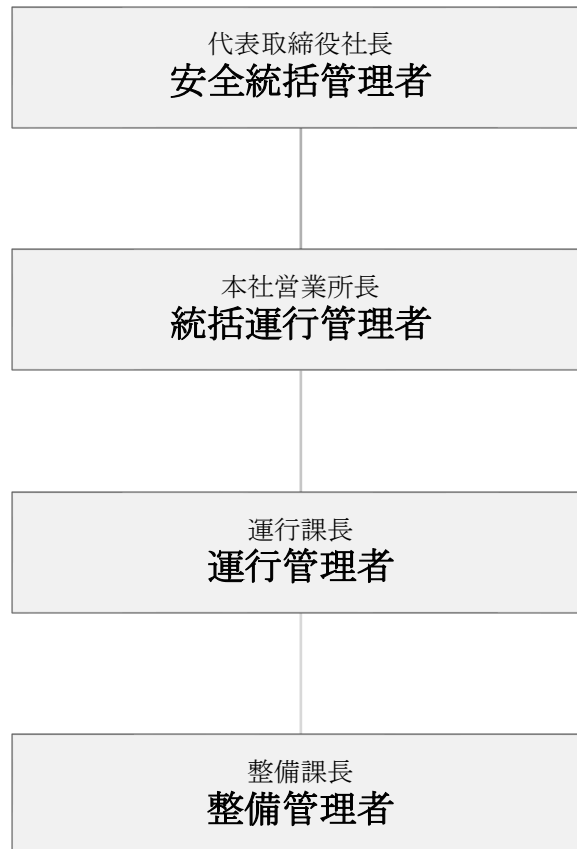 代表取締役社長
安全統括管理者
本社営業所長
統括運行管理者
運行課長
運行管理者
整備課長
整備管理者